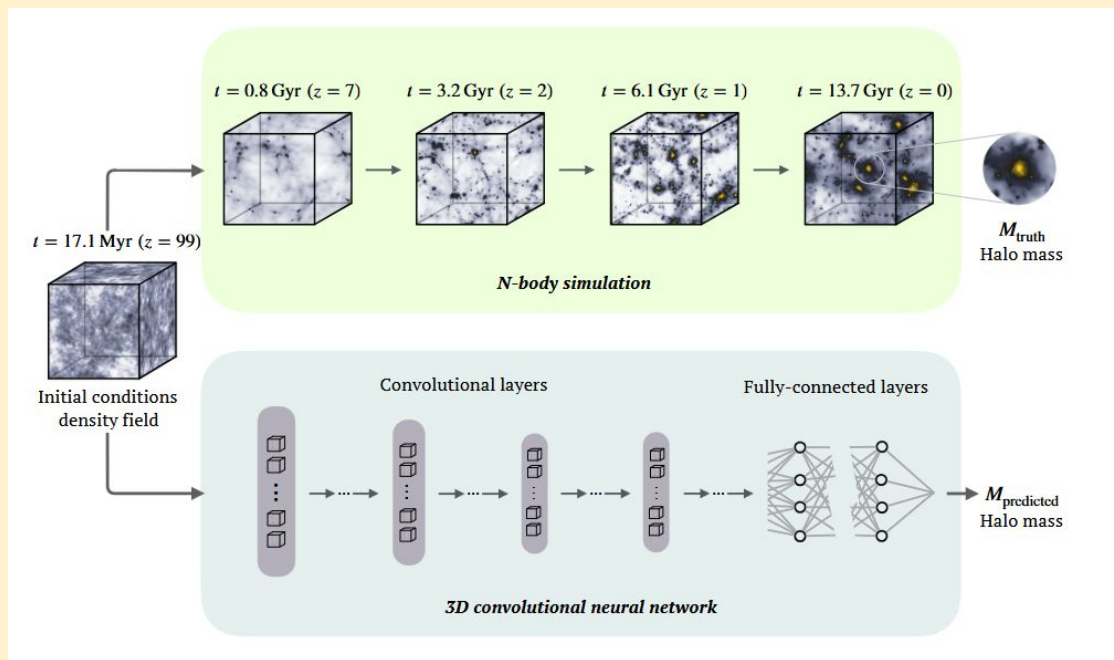 t = 0.8 Gyr (z = 7)
t = 3.2 Gyr (z = 2)
t = 6.1 Gyr (z = 1)
t = 13.7 Gyr (z = 0)
M_truth
Halo mass
N-body simulation
t = 17.1 Myr (z = 99)
Initial conditions
density field
Convolutional layers
Fully-connected layers
M_predicted
Halo mass
3D convolutional neural network